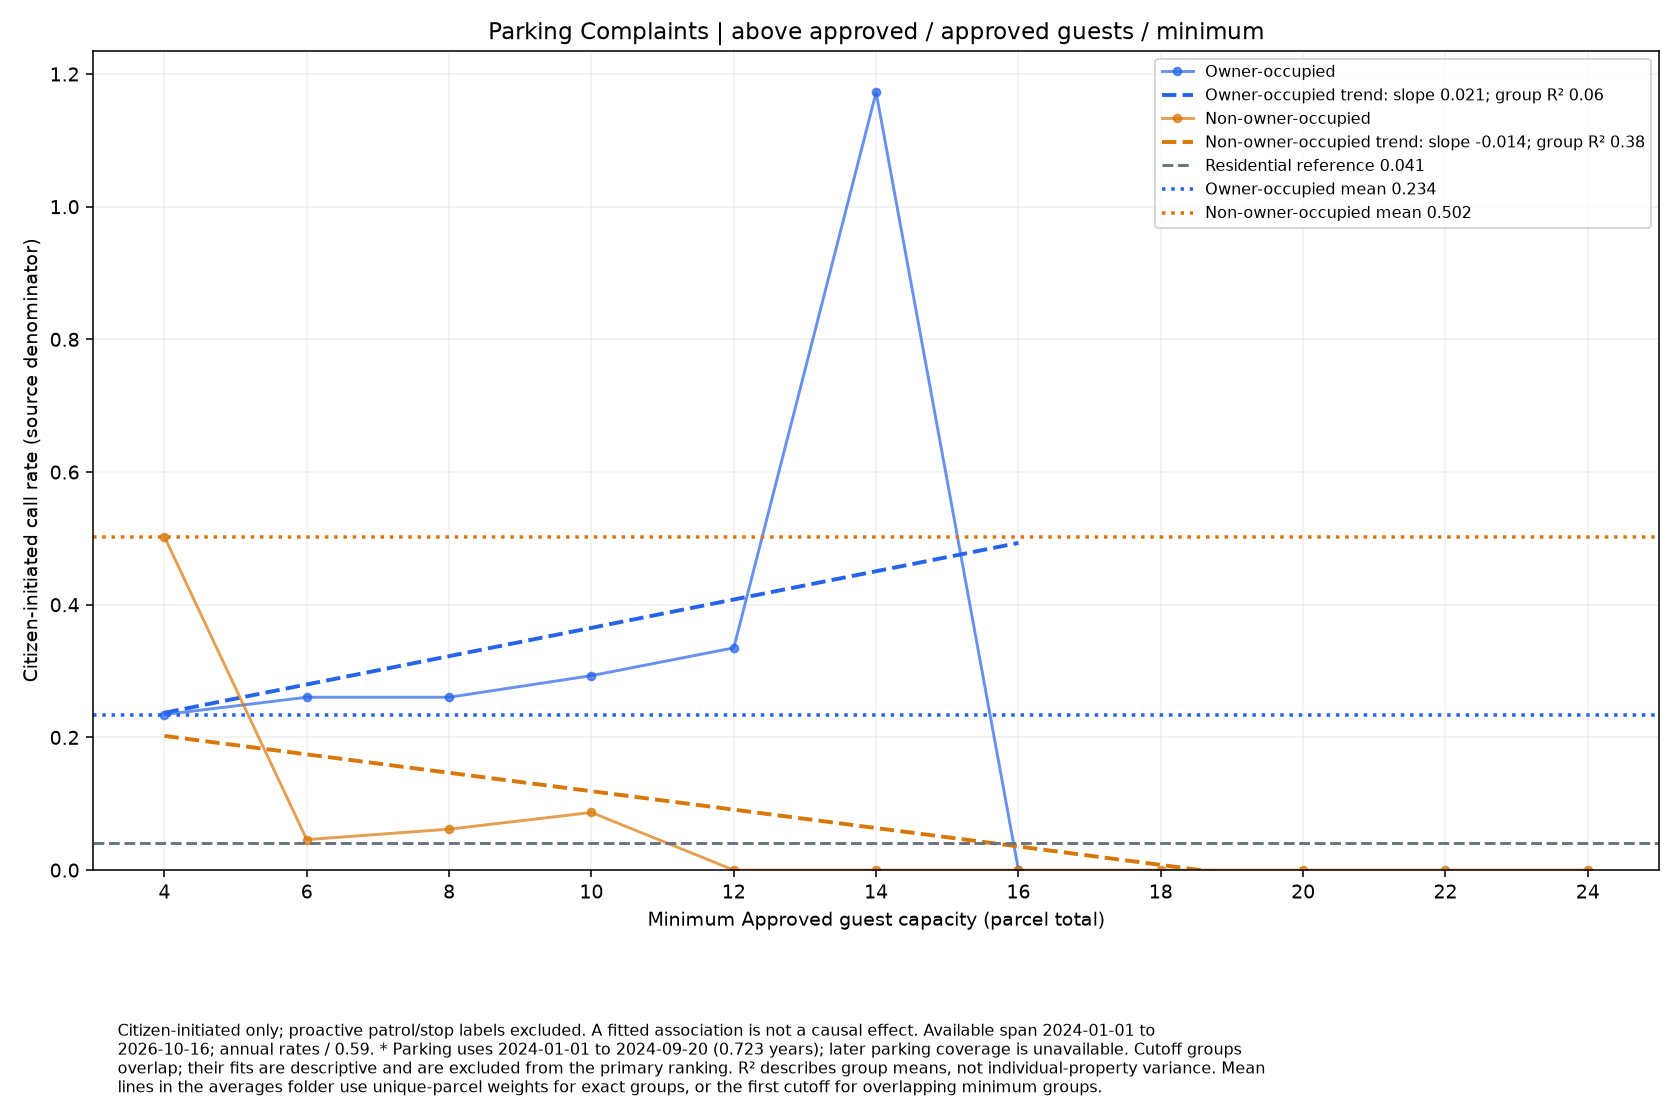 Parking Complaints | above approved / approved guests / minimum
Citizen-initiated call rate (source denominator)
1.2
1.0
0.8
0.6
0.4
0.2
0.0
Owner-occupied
Owner-occupied trend: slope 0.021; group R² 0.06
Non-owner-occupied
Non-owner-occupied trend: slope -0.014; group R² 0.38
Residential reference 0.041
Owner-occupied mean 0.234
Non-owner-occupied mean 0.502
4 6 8 10 12 14 16 18 20 22 24
Minimum Approved guest capacity (parcel total)
Citizen-initiated only; proactive patrol/stop labels excluded. A fitted association is not a causal effect. Available span 2024-01-01 to
2026-10-16; annual rates / 0.59. * Parking uses 2024-01-01 to 2024-09-20 (0.723 years); later parking coverage is unavailable. Cutoff groups
overlap; their fits are descriptive and are excluded from the primary ranking. R² describes group means, not individual-property variance. Mean
lines in the averages folder use unique-parcel weights for exact groups, or the first cutoff for overlapping minimum groups.